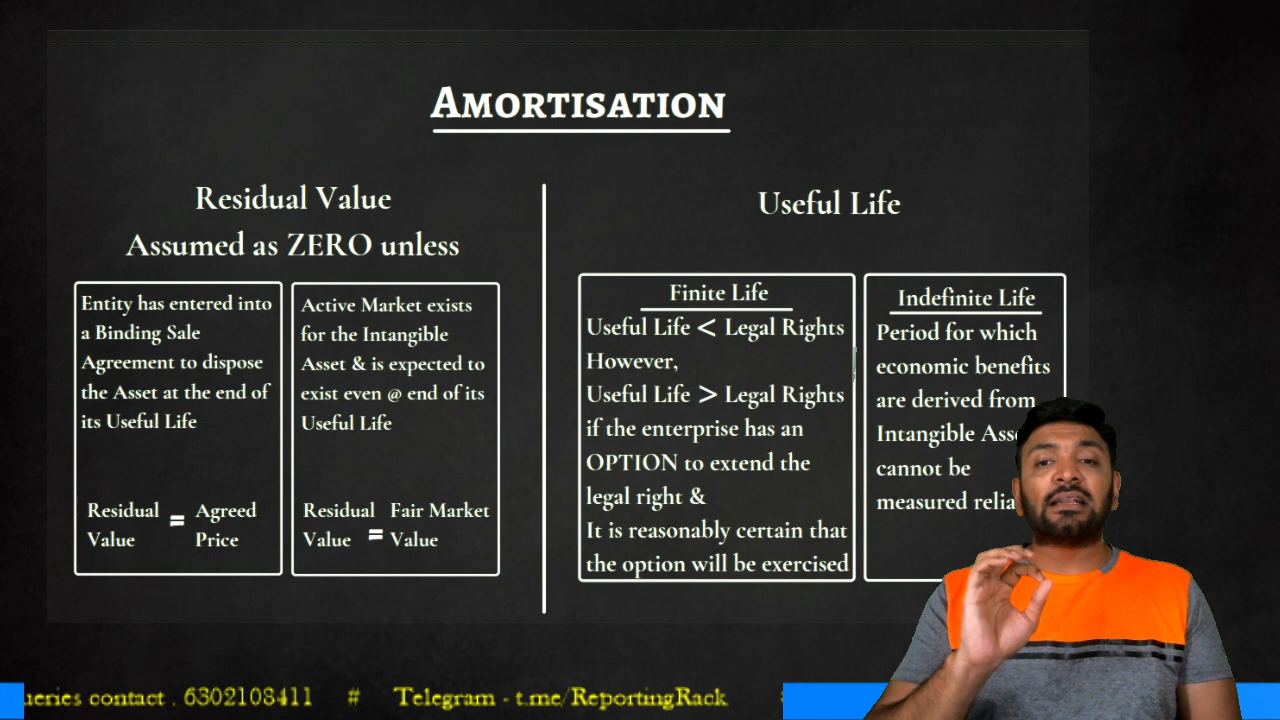 AMORTISATION
Residual Value
Assumed as ZERO unless
Entity has entered into
a Binding Sale
Agreement to dispose
the Asset at the end of
its Useful Life
Residual Value = Agreed Price
Active Market exists
for the Intangible
Asset & is expected to
exist even @ end of its
Useful Life
Residual Value = Fair Market Value
Useful Life
Finite Life
Useful Life < Legal Rights
However,
Useful Life > Legal Rights
if the enterprise has an
OPTION to extend the
legal right &
It is reasonably certain that
the option will be exercised
Indefinite Life
Period for which
economic benefits
are derived from
Intangible
cannot be
measured
contact . 6302108411 # Telegram - t.me/ReportingRack